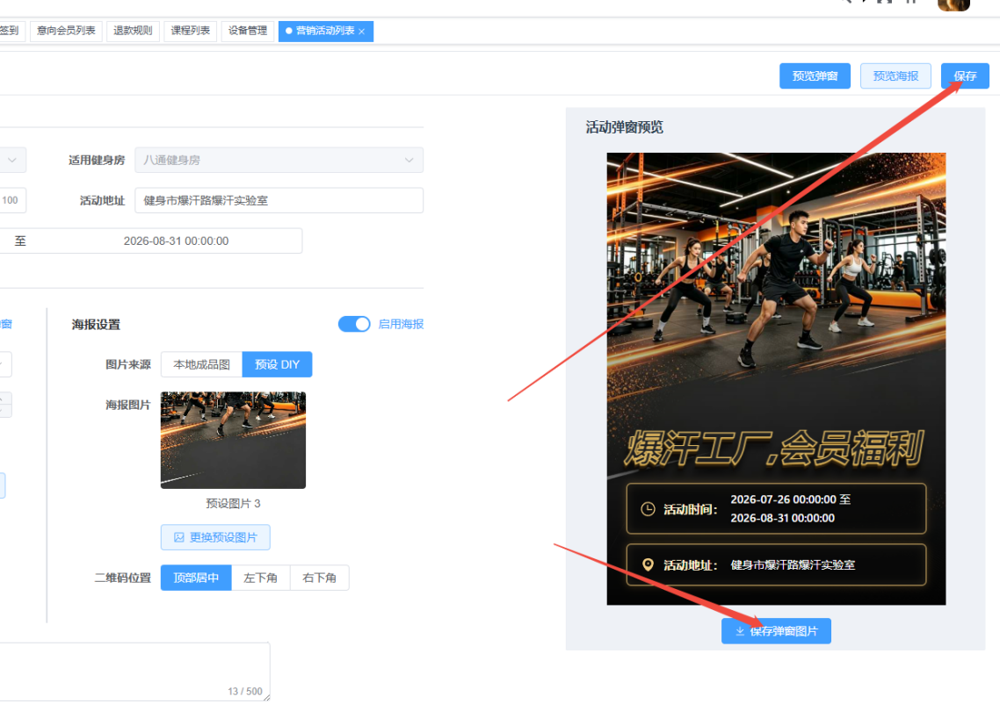 签到
意向会员列表
退款规则
课程列表
设备管理
营销活动列表 ×
预览弹窗
预览海报
保存
活动弹窗预览
适用健身房
八通健身房
100
活动地址
健身市爆汗路爆汗实验室
至
2026-08-31 00:00:00
窗
海报设置
启用海报
图片来源
本地成品图
预设 DIY
海报图片
预设图片 3
更换预设图片
二维码位置
顶部居中
左下角
右下角
13 / 500
爆汗工厂,会员福利
活动时间：
2026-07-26 00:00:00 至
2026-08-31 00:00:00
活动地址：
健身市爆汗路爆汗实验室
保存弹窗图片